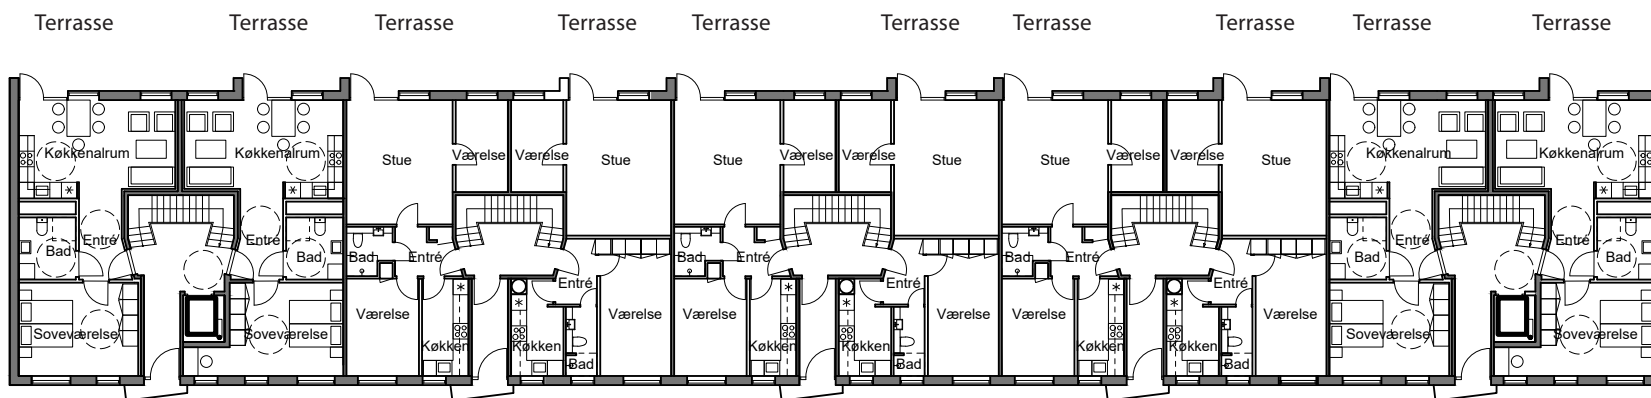 Terrasse Terrasse Terrasse Terrasse Terrasse Terrasse Terrasse Terrasse Terrasse Terrasse
Køkkenalrum Køkkenalrum Stue Værelse Værelse Stue Stue Værelse Værelse Stue Stue Værelse Værelse Stue Køkkenalrum Køkkenalrum
Entré Entré Entré Entré
Bad Bad Bad Entré Bad Entré Bad Entré Bad Bad
Entré Entré Entré
Soveværelse Soveværelse Værelse Værelse Værelse Værelse Værelse Værelse Soveværelse Soveværelse
Køkken Køkken Køkken Køkken Køkken Køkken
Bad Bad Bad